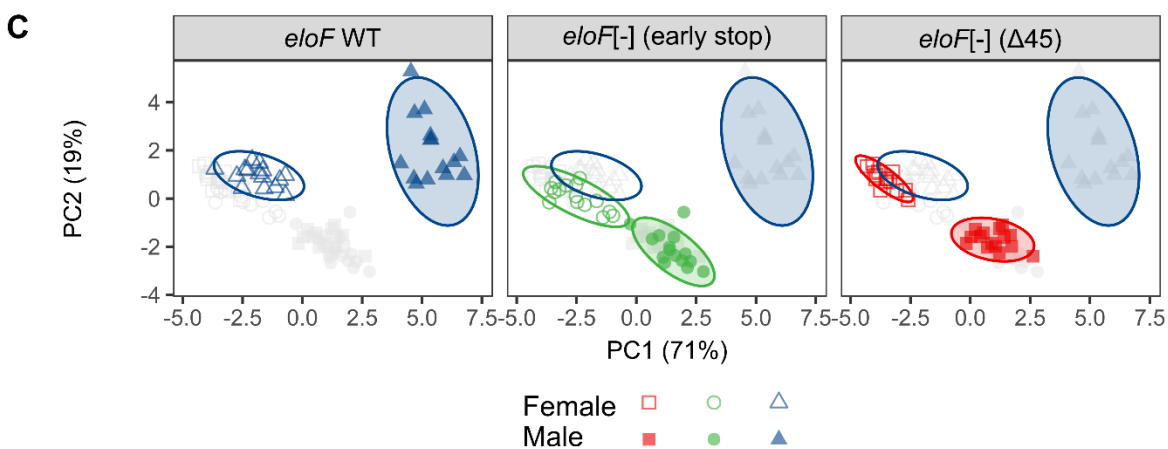 C
eloF WT
eloF[-] (early stop)
eloF[-] (Δ45)
PC2 (19%)
4
2
0
-2
-4
-5.0 -2.5 0.0 2.5 5.0 7.5
-5.0 -2.5 0.0 2.5 5.0 7.5
-5.0 -2.5 0.0 2.5 5.0 7.5
PC1 (71%)
Female
Male